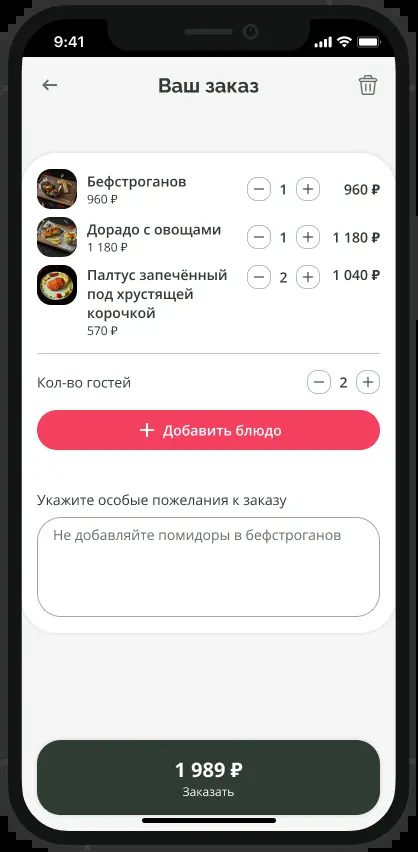 9:41
Ваш заказ
Бефстроганов
960 ₽
1
960 ₽
Дорадо с овощами
1 180 ₽
1
1 180 ₽
Палтус запечённый
под хрустящей
корочкой
570 ₽
2
1 040 ₽
Кол-во гостей
2
Добавить блюдо
Укажите особые пожелания к заказу
Не добавляйте помидоры в бефстроганов
1 989 ₽
Заказать